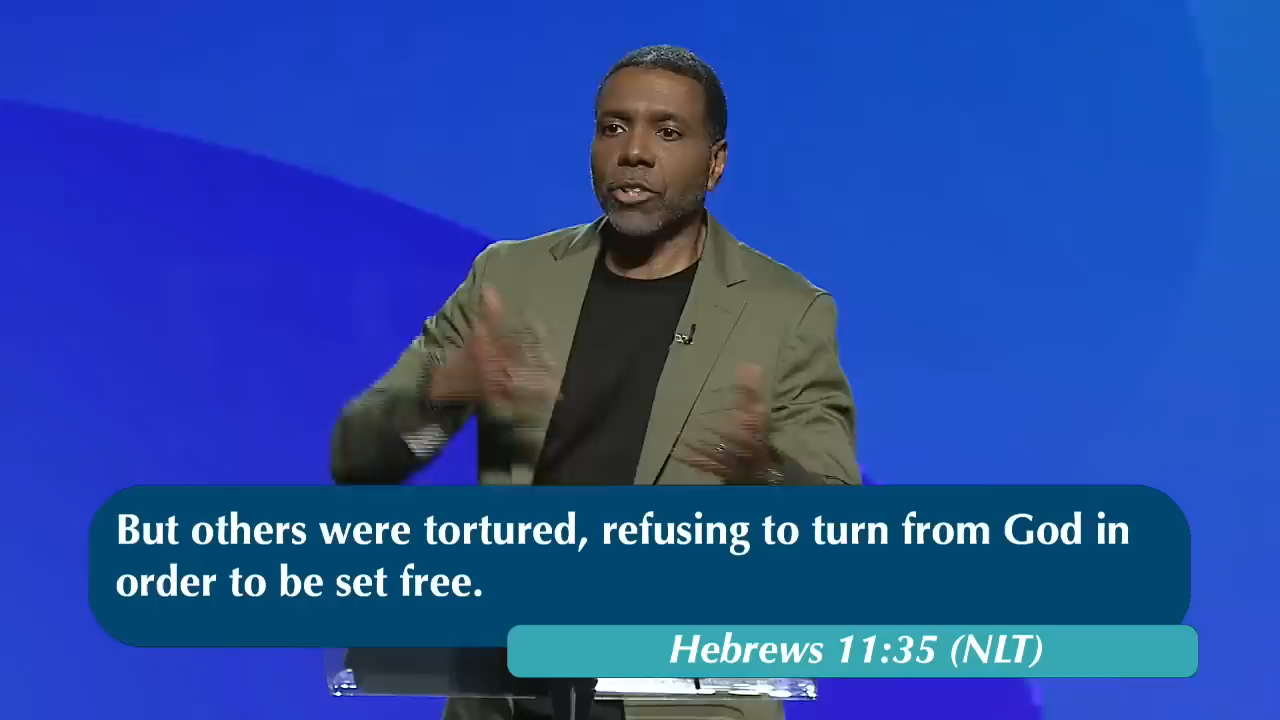 But others were tortured, refusing to turn from God in
order to be set free.
Hebrews 11:35 (NLT)